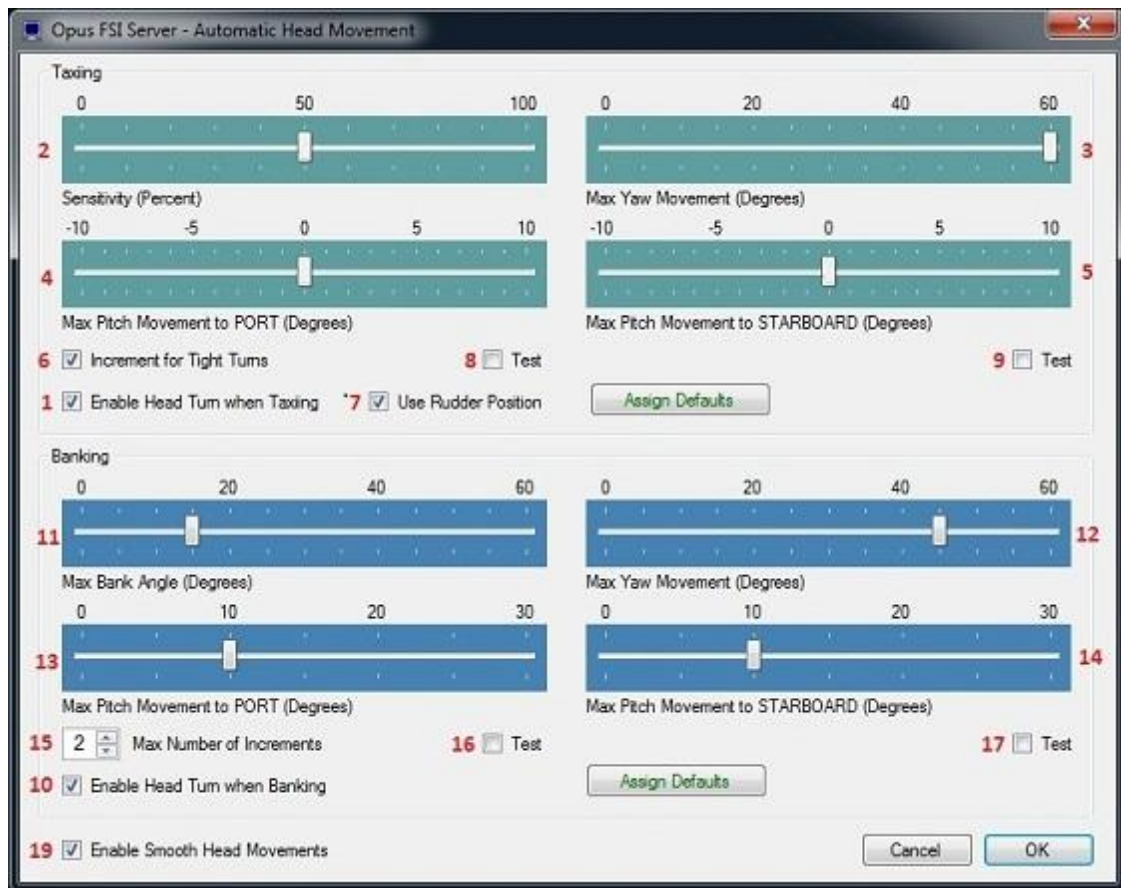 Opus FSI Server - Automatic Head Movement
Taxiing
0 50 100
0 20 40 60
2
3
Sensitivity (Percent)
Max Yaw Movement (Degrees)
-10 -5 0 5 10
-10 -5 0 5 10
4
5
Max Pitch Movement to PORT (Degrees)
Max Pitch Movement to STARBOARD (Degrees)
6 Increment for Tight Turns 8 Test 9 Test
1 Enable Head Turn when Taxiing *7 Use Rudder Position Assign Defaults
Banking
0 20 40 60
0 20 40 60
11
12
Max Bank Angle (Degrees)
Max Yaw Movement (Degrees)
0 10 20 30
0 10 20 30
13
14
Max Pitch Movement to PORT (Degrees)
Max Pitch Movement to STARBOARD (Degrees)
15 2 Max Number of Increments 16 Test 17 Test
10 Enable Head Turn when Banking Assign Defaults
19 Enable Smooth Head Movements Cancel OK